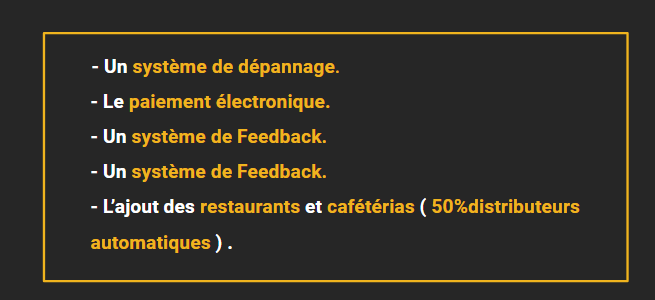 - Un système de dépannage.
- Le paiement électronique.
- Un système de Feedback.
- Un système de Feedback.
- L’ajout des restaurants et cafétérias ( 50%distributeurs
automatiques ) .